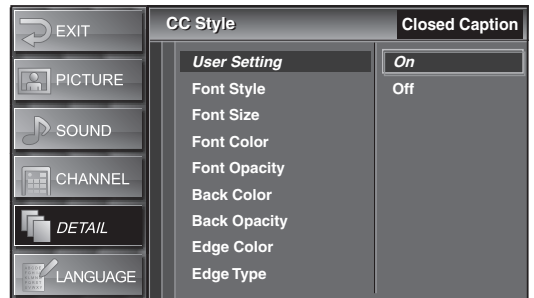 EXIT
PICTURE
SOUND
CHANNEL
DETAIL
LANGUAGE
CC Style
Closed Caption
User Setting
On
Font Style
Off
Font Size
Font Color
Font Opacity
Back Color
Back Opacity
Edge Color
Edge Type